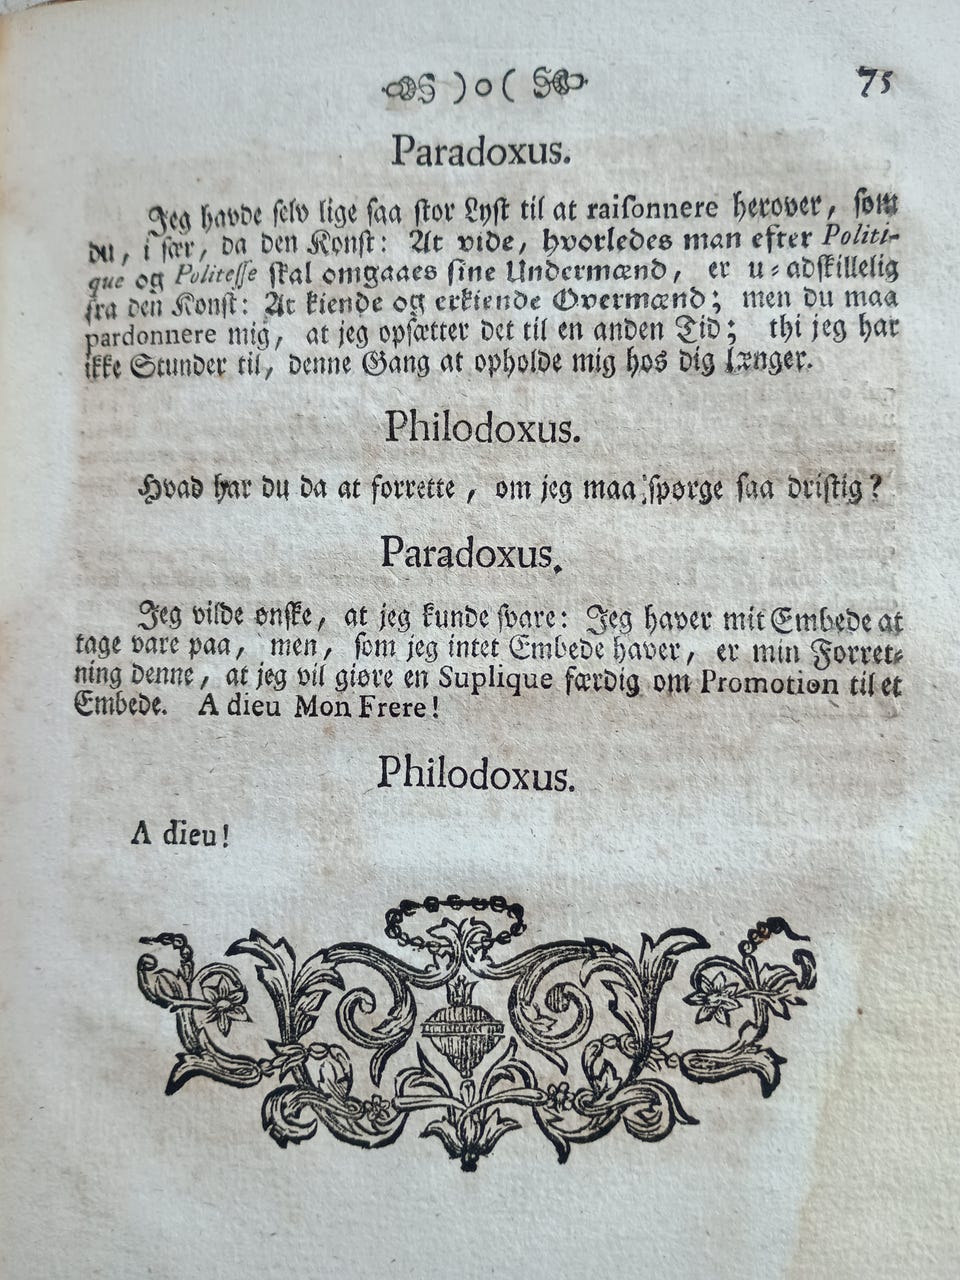 )o( 75
Paradoxus.
Jeg havde selv lige saa stor Lyst til at raisonnere herover, som
du, i sær, da den Konst: At vide, hvorledes man efter Politi-
que og Politesse skal omgaaes sine Undermænd, er u-adskillelig
fra den Konst: At kiende og erkiende Overmænd; men du maa
pardonnere mig, at jeg opsætter det til en anden Tid; thi jeg har
ikke Stunder til, denne Gang at opholde mig hos dig længer.
Philodoxus.
Hvad har du da at forrette, om jeg maa spørge saa dristig?
Paradoxus.
Jeg vilde ønske, at jeg kunde svare: Jeg haver mit Embede at
tage vare paa, men, som jeg intet Embede haver, er min Forret-
ning denne, at jeg vil giøre en Suplique færdig om Promotion til et
Embede. A dieu Mon Frere!
Philodoxus.
A dieu!